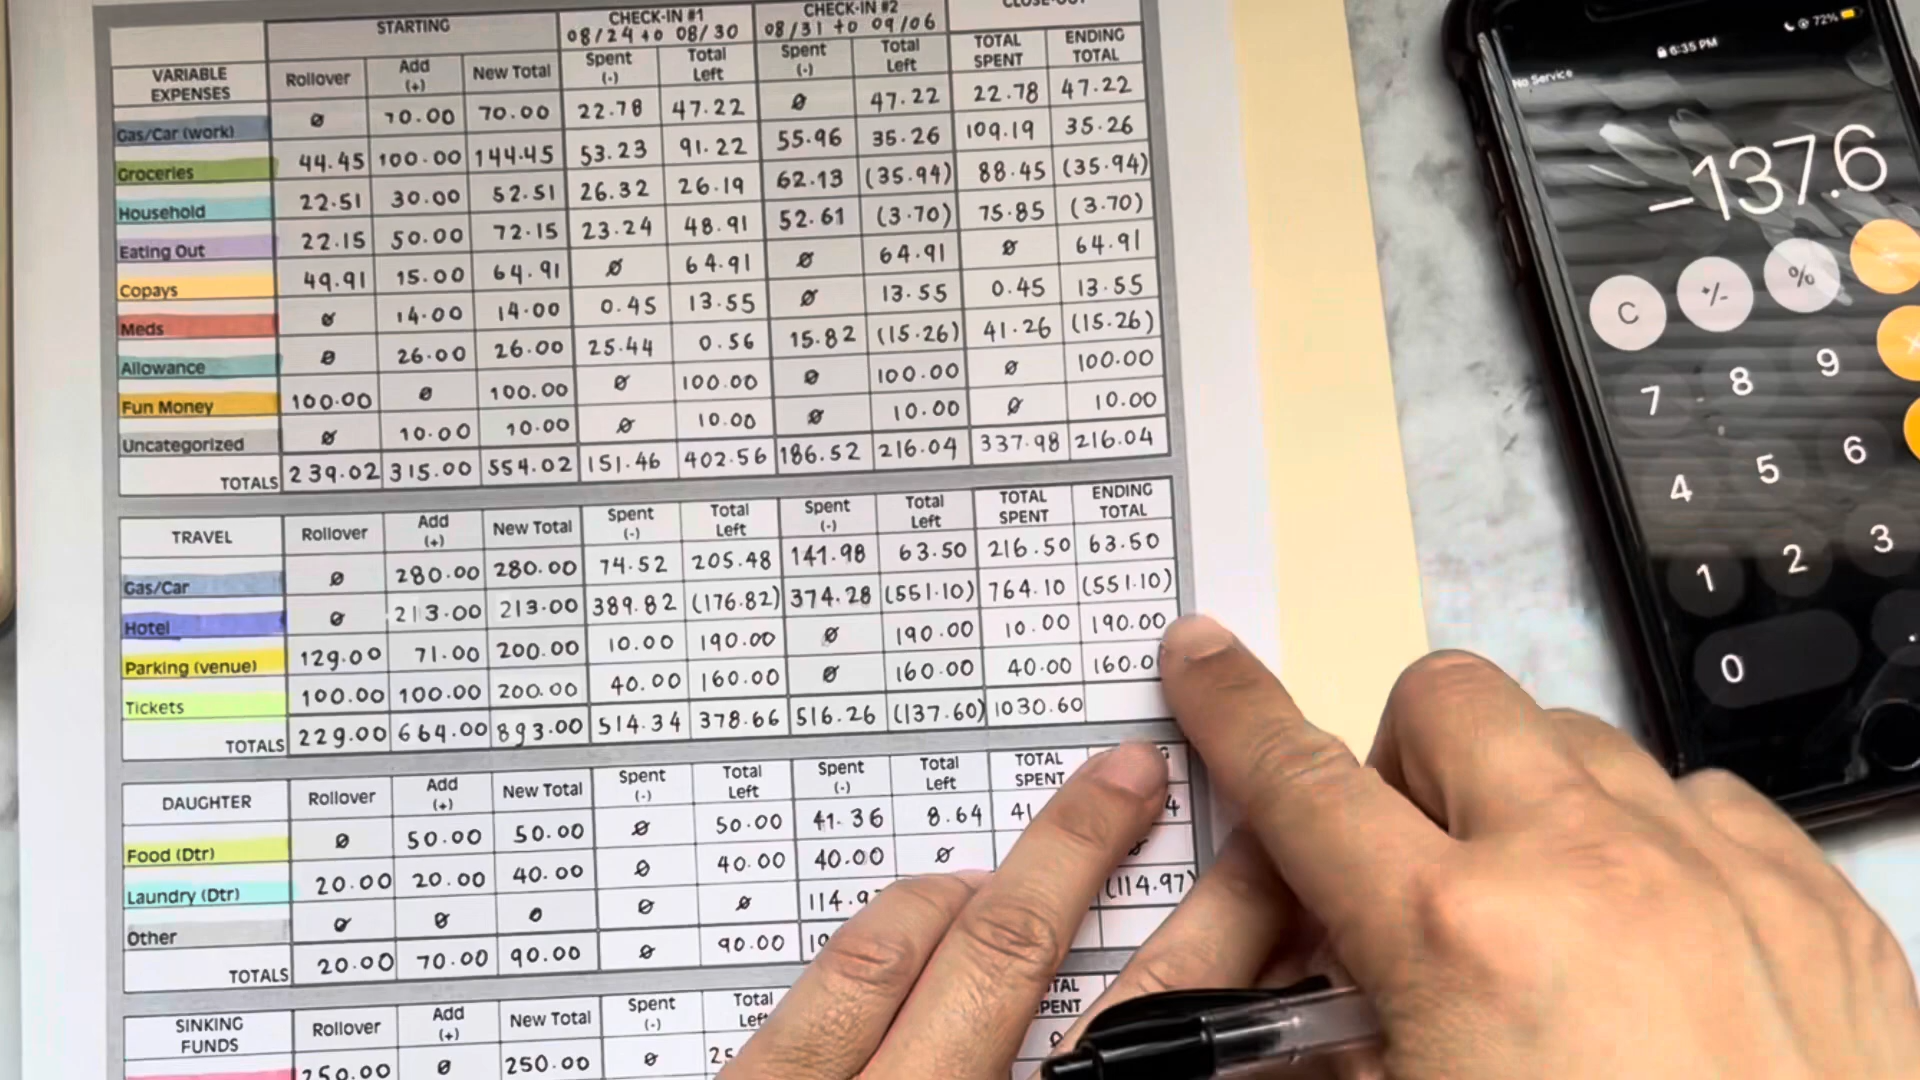 STARTING CHECK-IN #1 CHECK-IN #2
08/24 to 08/30 08/31 to 09/06
VARIABLE EXPENSES Rollover Add (+) New Total Spent (-) Total Left Spent (-) Total Left TOTAL SPENT ENDING TOTAL
Gas/Car (work) ø 70.00 70.00 22.78 47.22 ø 47.22 22.78 47.22
Groceries 44.45 100.00 144.45 53.23 91.22 55.96 35.26 109.19 35.26
Household 22.51 30.00 52.51 26.32 26.19 62.13 (35.94) 88.45 (35.94)
Eating Out 22.15 50.00 72.15 23.24 48.91 52.61 (3.70) 75.85 (3.70)
Copays 49.91 15.00 64.91 ø 64.91 ø 64.91 ø 64.91
Meds ø 14.00 14.00 0.45 13.55 ø 13.55 0.45 13.55
Allowance ø 26.00 26.00 25.44 0.56 15.82 (15.26) 41.26 (15.26)
Fun Money 100.00 ø 100.00 ø 100.00 ø 100.00 ø 100.00
Uncategorized ø 10.00 10.00 ø 10.00 ø 10.00 ø 10.00
TOTALS 239.02 315.00 554.02 151.46 402.56 186.52 216.04 337.98 216.04
TRAVEL Rollover Add (+) New Total Spent (-) Total Left Spent (-) Total Left TOTAL SPENT ENDING TOTAL
Gas/Car ø 280.00 280.00 74.52 205.48 141.98 63.50 216.50 63.50
Hotel ø 213.00 213.00 389.82 (176.82) 374.28 (551.10) 764.10 (551.10)
Parking (venue) 129.00 71.00 200.00 10.00 190.00 ø 190.00 10.00 190.00
Tickets 100.00 100.00 200.00 40.00 160.00 ø 160.00 40.00 160.0
TOTALS 229.00 664.00 893.00 514.34 378.66 516.26 (137.60) 1030.60
DAUGHTER Rollover Add (+) New Total Spent (-) Total Left Spent (-) Total Left TOTAL SPENT
Food (Dtr) ø 50.00 50.00 ø 50.00 41.36 8.64 41 4
Laundry (Dtr) 20.00 20.00 40.00 ø 40.00 40.00 ø ø
Other ø ø ø ø ø 114.9 (114.97)
TOTALS 20.00 70.00 90.00 ø 90.00
SINKING FUNDS Rollover Add (+) New Total Spent (-) Total
250.00 ø 250.00 ø 25
No Service 6:35 PM 72%
-137.6
C +/- %
7 8 9
4 5 6
1 2 3
0 .